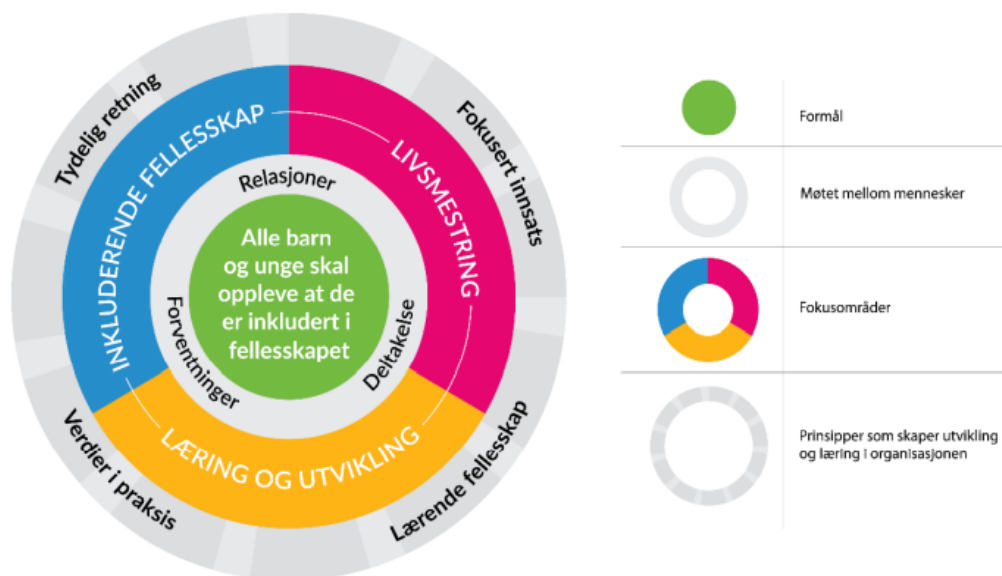 Tydelig retning
Fokusert innsats
INKLUDERENDE FELLESSKAP
LIVSMESTRING
Relasjoner
Alle barn
og unge skal
oppleve at de
er inkludert i
fellesskapet
Forventninger
Deltakelse
LÆRING OG UTVIKLING
Verdier i praksis
Lærende fellesskap
Formål
Møtet mellom mennesker
Fokusområder
Prinsipper som skaper utvikling
og læring i organisasjonen